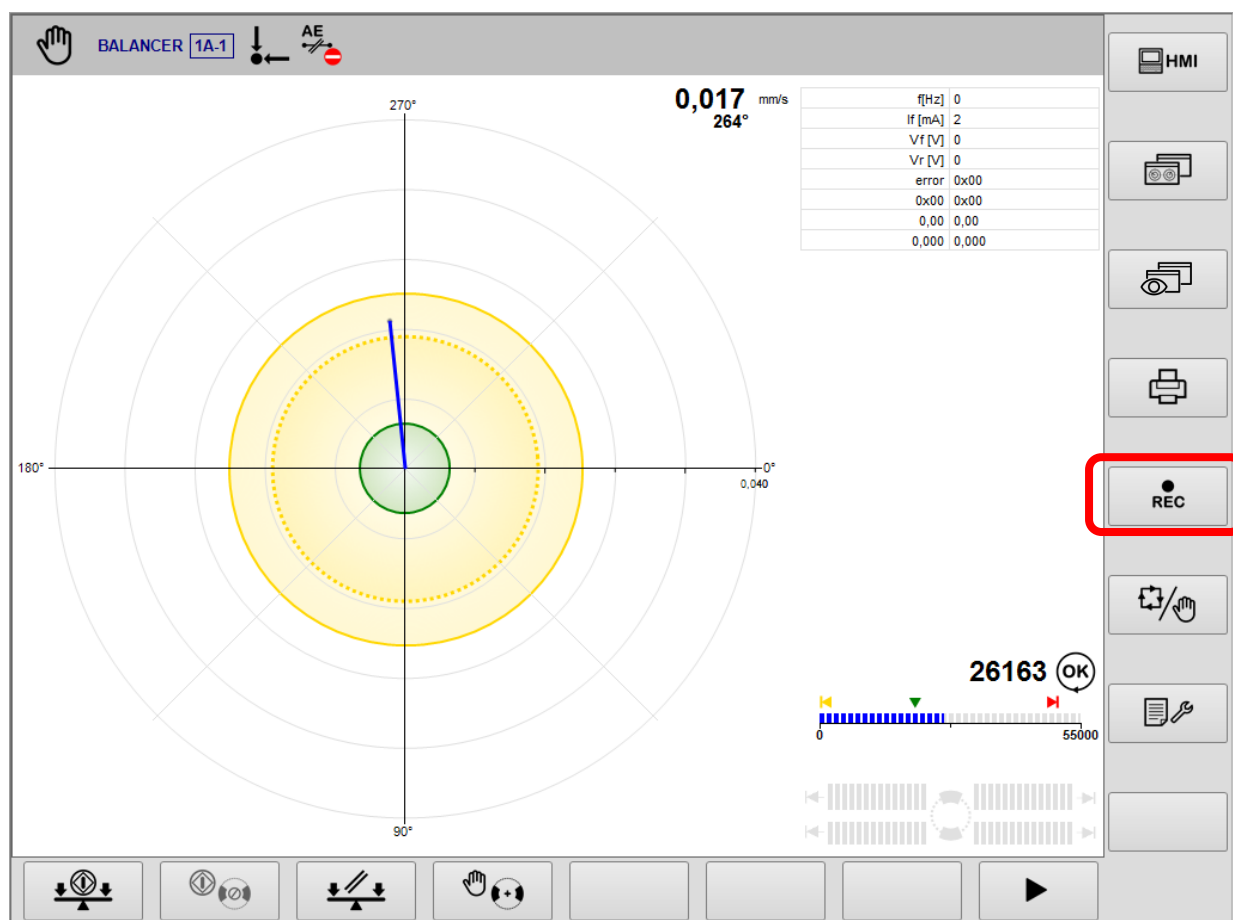 AE
BALANCER 1A-1
HMI
0,017 mm/s
264°
f[Hz] 0
If [mA] 2
Vf [V] 0
Vr [V] 0
error 0x00
0x00 0x00
0,00 0,00
0,000 0,000
270°
180°
0°
0,040
90°
REC
26163 OK
0 55000